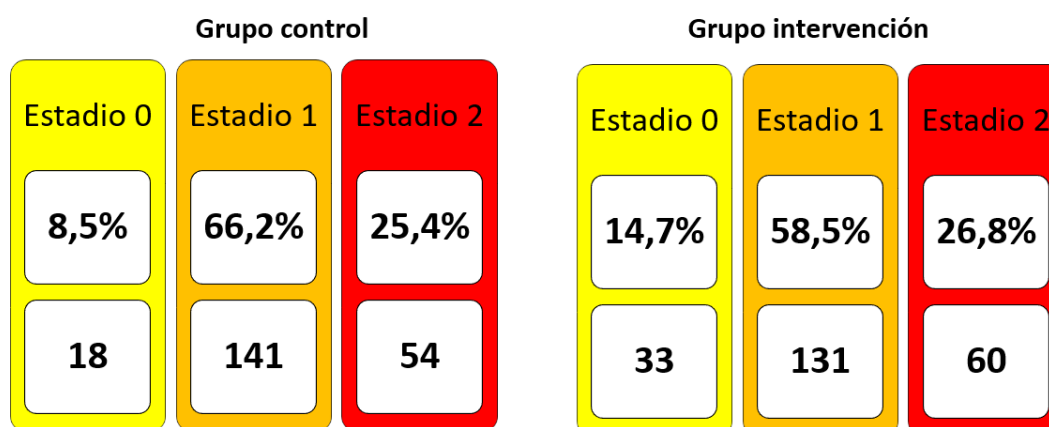 Grupo control
Estadio 0 Estadio 1 Estadio 2
8,5% 66,2% 25,4%
18 141 54
Grupo intervención
Estadio 0 Estadio 1 Estadio 2
14,7% 58,5% 26,8%
33 131 60